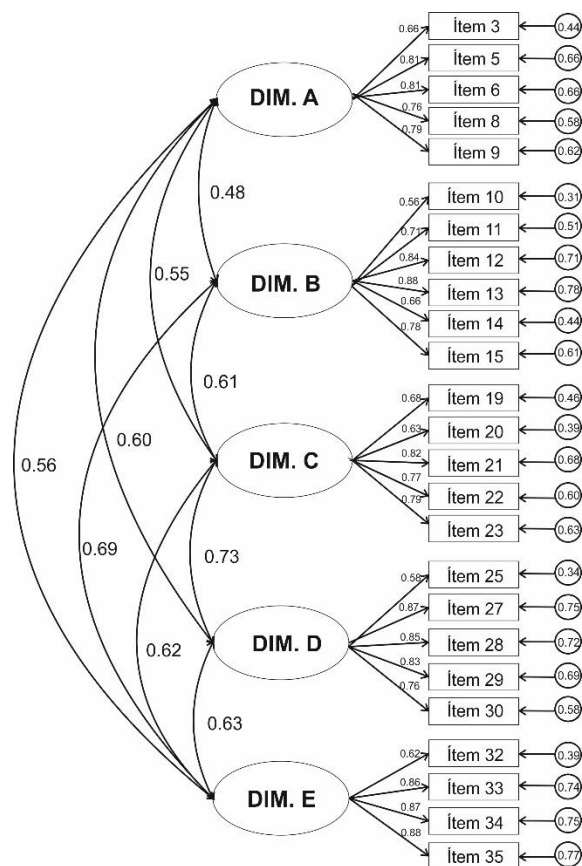 0.66 Ítem 3 0.44
0.81 Ítem 5 0.66
DIM. A
0.81 Ítem 6 0.66
0.76 Ítem 8 0.58
0.79 Ítem 9 0.62
0.48
0.56 Ítem 10 0.31
0.71 Ítem 11 0.51
0.55
0.84 Ítem 12 0.71
DIM. B
0.88 Ítem 13 0.78
0.66 Ítem 14 0.44
0.78 Ítem 15 0.61
0.61
0.68 Ítem 19 0.46
0.63 Ítem 20 0.39
0.60
DIM. C
0.82 Ítem 21 0.68
0.56
0.77 Ítem 22 0.60
0.79 Ítem 23 0.63
0.69
0.73
0.58 Ítem 25 0.34
0.87 Ítem 27 0.75
0.62
DIM. D
0.85 Ítem 28 0.72
0.83 Ítem 29 0.69
0.76 Ítem 30 0.58
0.63
0.62 Ítem 32 0.39
0.86 Ítem 33 0.74
DIM. E
0.87 Ítem 34 0.75
0.88 Ítem 35 0.77